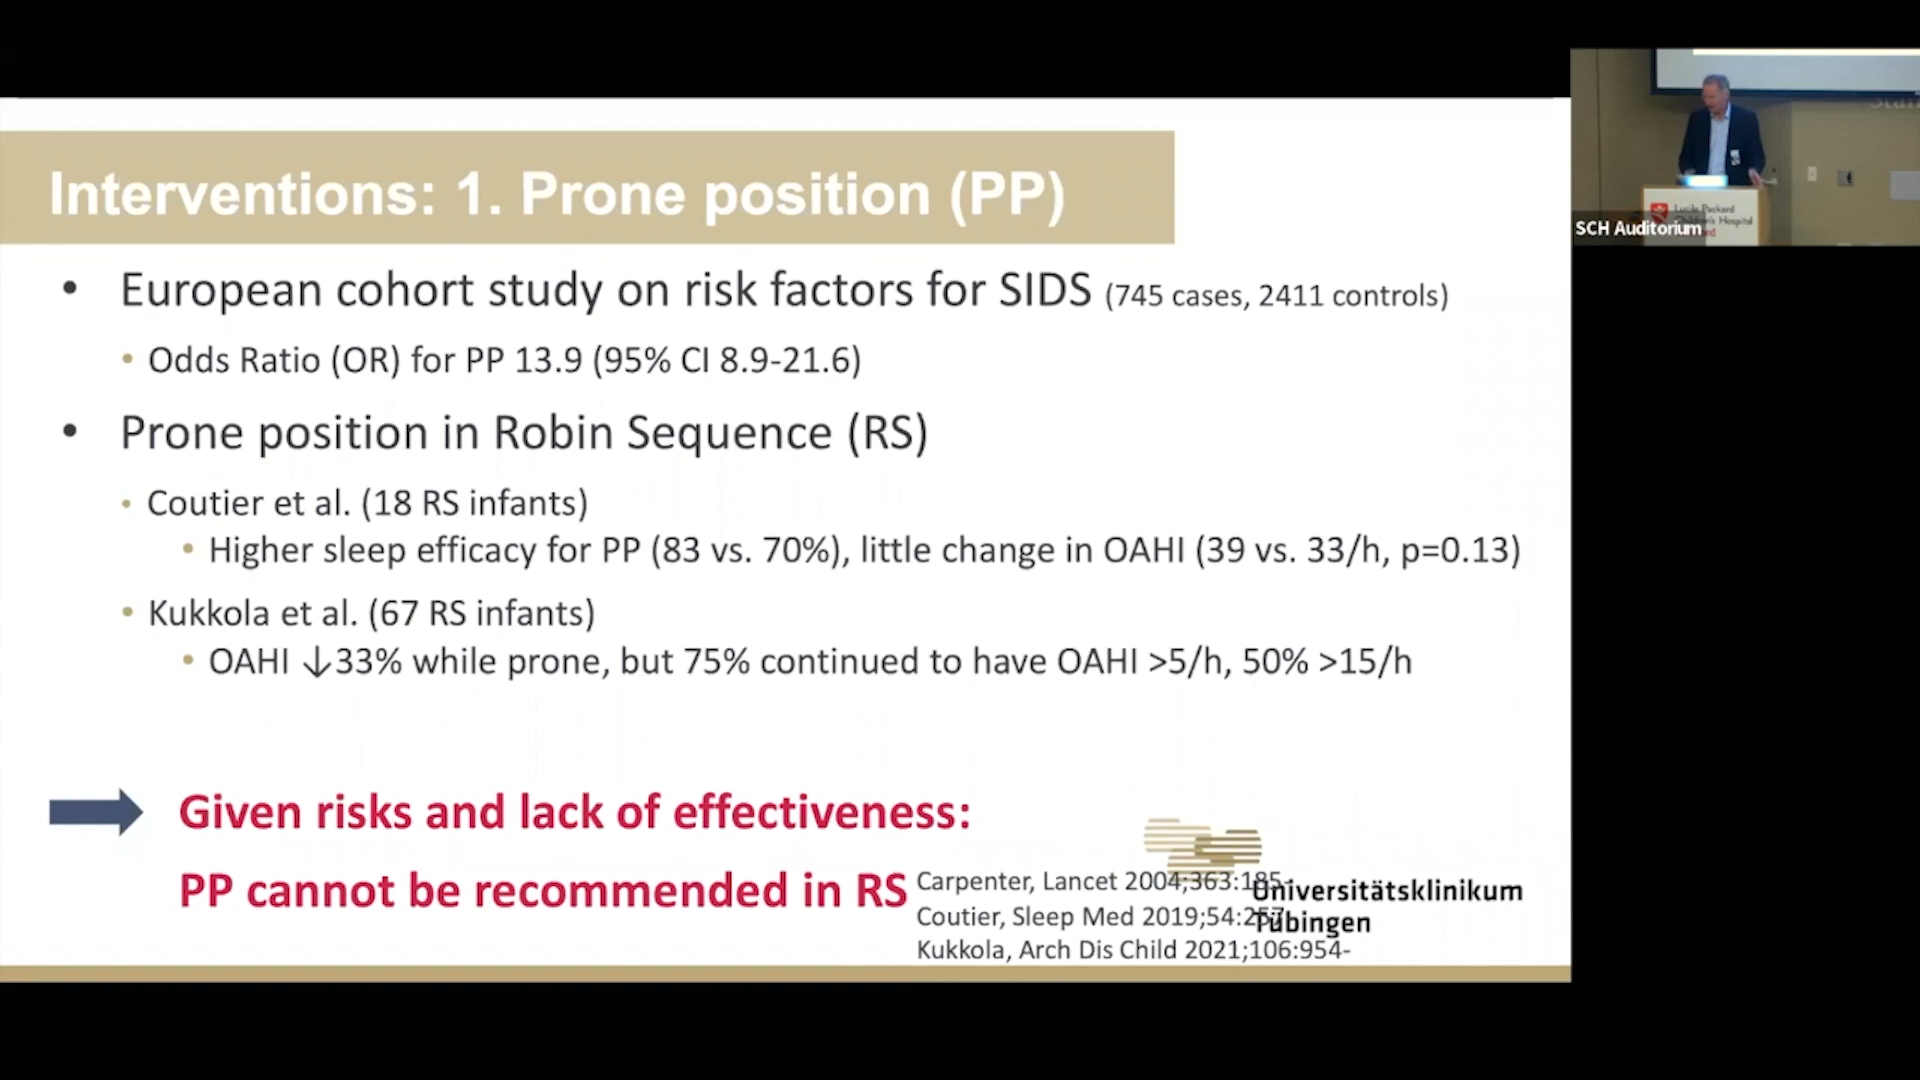 Interventions: 1. Prone position (PP)
• European cohort study on risk factors for SIDS (745 cases, 2411 controls)
• Odds Ratio (OR) for PP 13.9 (95% CI 8.9-21.6)
• Prone position in Robin Sequence (RS)
• Coutier et al. (18 RS infants)
• Higher sleep efficacy for PP (83 vs. 70%), little change in OAHI (39 vs. 33/h, p=0.13)
• Kukkola et al. (67 RS infants)
• OAHI ↓33% while prone, but 75% continued to have OAHI >5/h, 50% >15/h
Given risks and lack of effectiveness:
PP cannot be recommended in RS
Carpenter, Lancet 2004;363:185-
Coutier, Sleep Med 2019;54:257-
Kukkola, Arch Dis Child 2021;106:954-
Universitätsklinikum
Tübingen
Lucile Packard
Children's Hospital
SCH Auditorium